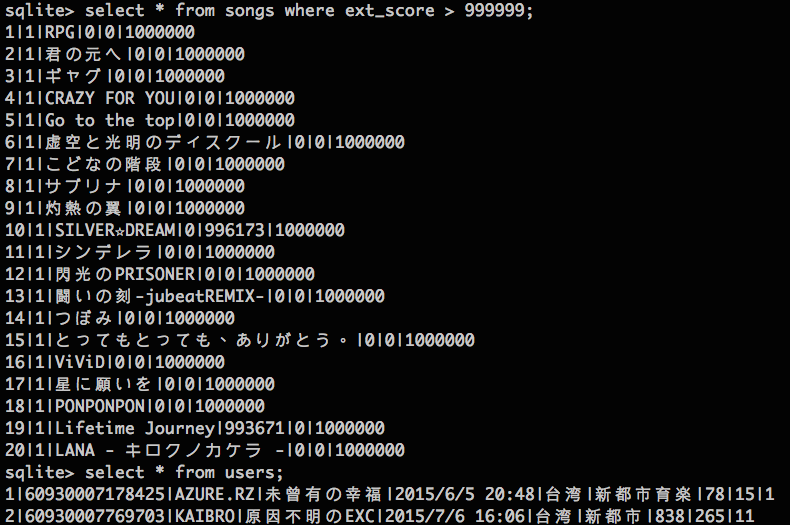 sqlite> select * from songs where ext_score > 999999;
1|1|RPG|0|0|1000000
2|1|君の元へ|0|0|1000000
3|1|ギャグ|0|0|1000000
4|1|CRAZY FOR YOU|0|0|1000000
5|1|Go to the top|0|0|1000000
6|1|虚空と光明のディスクール|0|0|1000000
7|1|こどなの階段|0|0|1000000
8|1|サブリナ|0|0|1000000
9|1|灼熱の翼|0|0|1000000
10|1|SILVER☆DREAM|0|996173|1000000
11|1|シンデレラ|0|0|1000000
12|1|閃光のPRISONER|0|0|1000000
13|1|闘いの刻-jubeatREMIX-|0|0|1000000
14|1|つぼみ|0|0|1000000
15|1|とってもとっても、ありがとう。|0|0|1000000
16|1|ViViD|0|0|1000000
17|1|星に願いを|0|0|1000000
18|1|PONPONPON|0|0|1000000
19|1|Lifetime Journey|993671|0|1000000
20|1|LANA - キロクノカケラ -|0|0|1000000
sqlite> select * from users;
1|60930007178425|AZURE.RZ|未曾有の幸福|2015/6/5 20:48|台湾|新都市育楽|78|15|1
2|60930007769703|KAIBRO|原因不明のEXC|2015/7/6 16:06|台湾|新都市|838|265|11